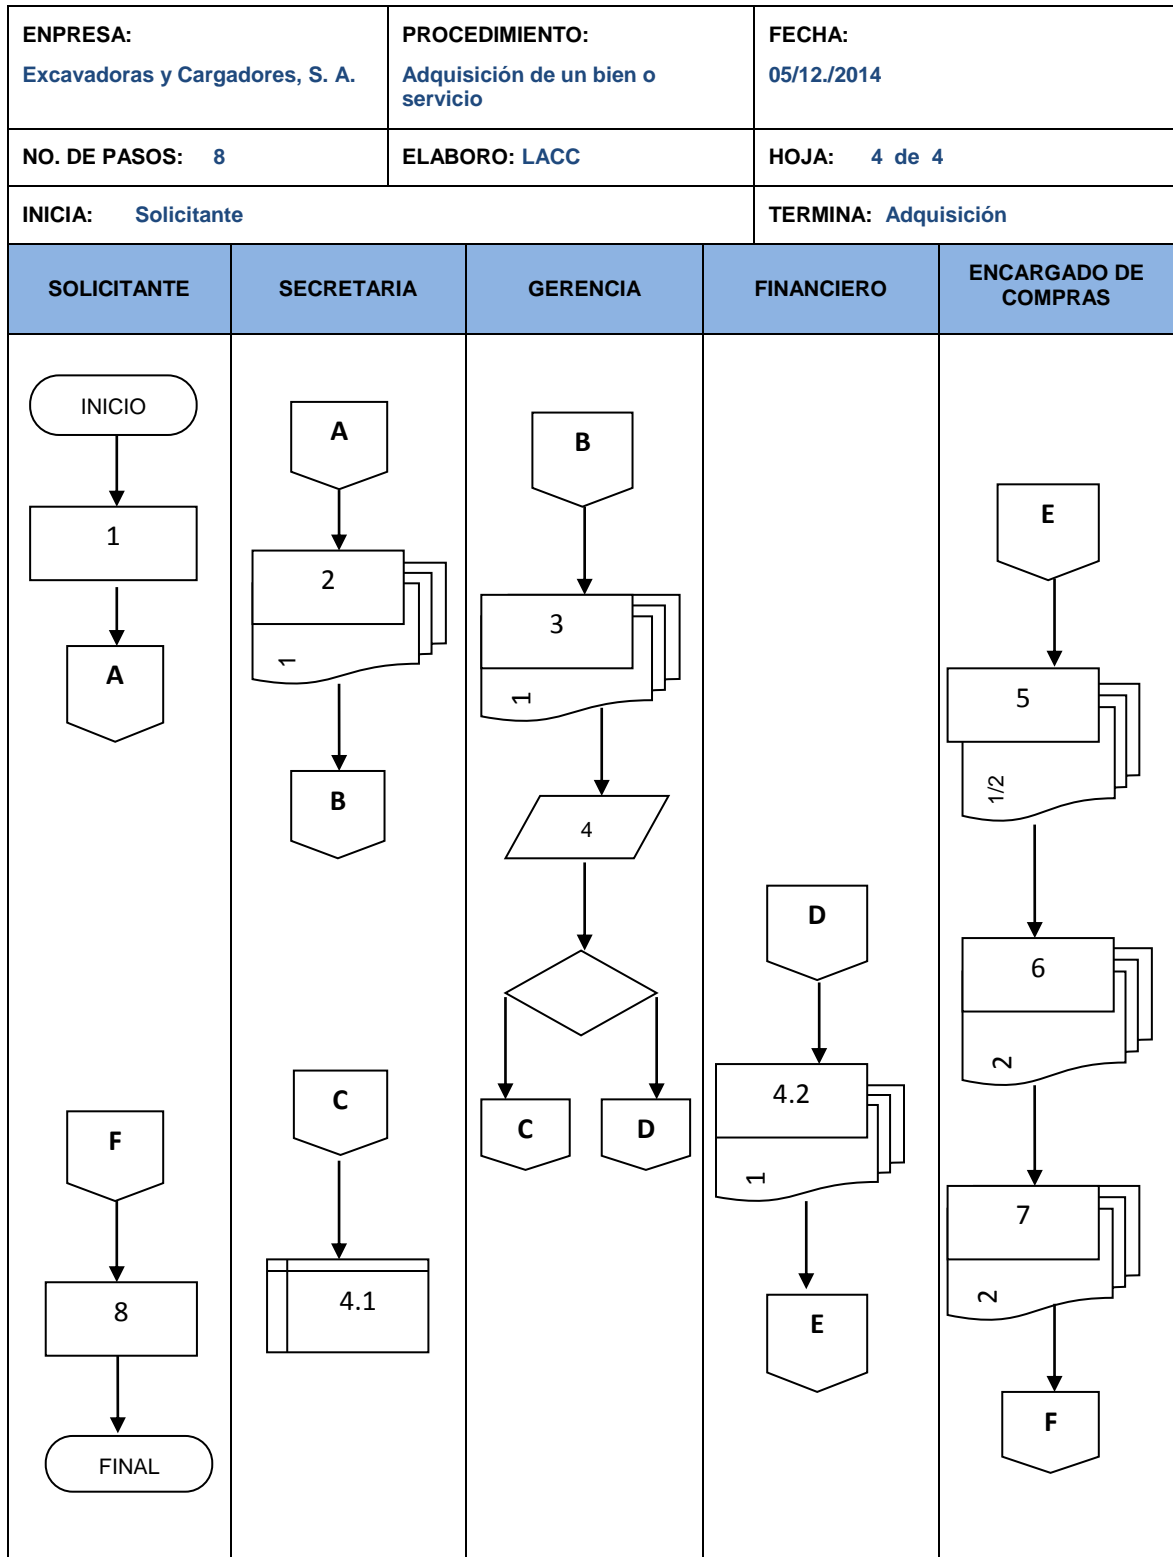 ENPRESA:
Excavadoras y Cargadores, S. A.
PROCEDIMIENTO:
Adquisición de un bien o
servicio
FECHA:
05/12./2014
NO. DE PASOS: 8
ELABORO: LACC
HOJA: 4 de 4
INICIA: Solicitante
TERMINA: Adquisición
SOLICITANTE
SECRETARIA
GERENCIA
FINANCIERO
ENCARGADO DE
COMPRAS
INICIO
1
A
F
8
FINAL
A
2
1
B
C
4.1
B
3
1
4
C
D
D
4.2
1
E
E
5
1/2
6
2
7
2
F